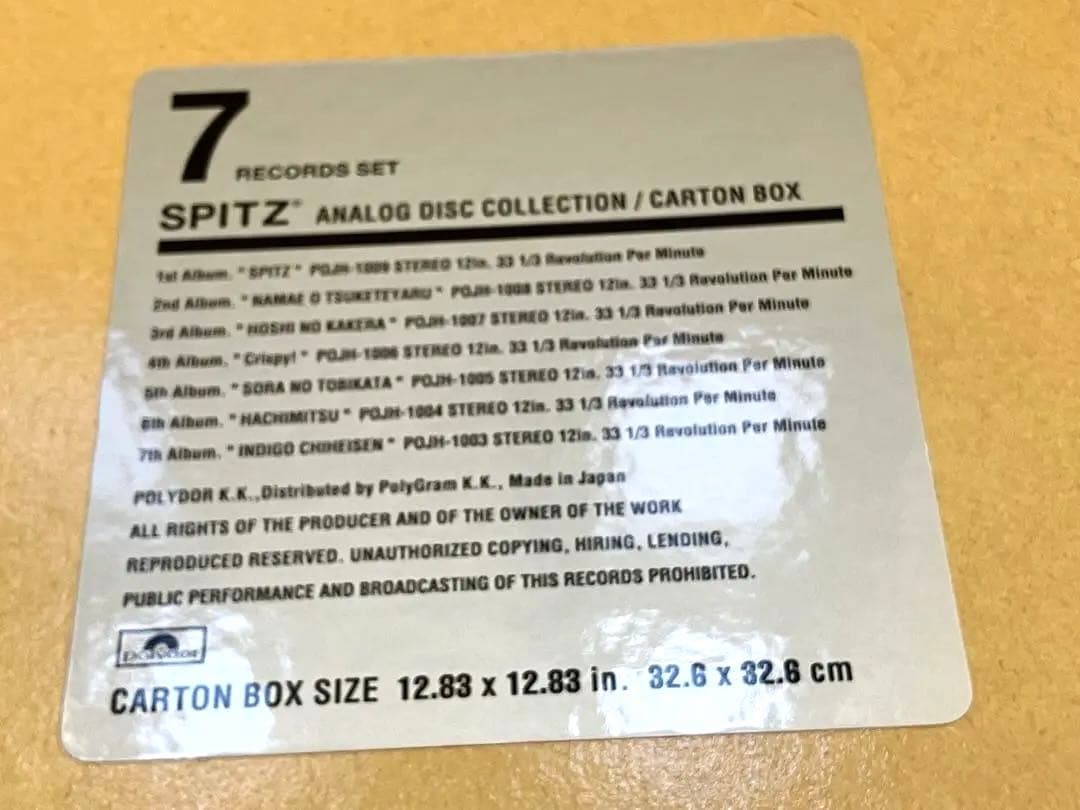 7
RECORDS SET
SPITZ® ANALOG DISC COLLECTION / CARTON BOX
1st Album. "SPITZ" POJH-1009 STEREO 12in. 33 1/3 Revolution Per Minute
2nd Album. "NAMAE O TSUKETEYARU" POJH-1008 STEREO 12in. 33 1/3 Revolution Per Minute
3rd Album. "HOSHI NO KAKERA" POJH-1007 STEREO 12in. 33 1/3 Revolution Per Minute
4th Album. "Crispy!" POJH-1006 STEREO 12in. 33 1/3 Revolution Per Minute
5th Album. "SORA NO TOBIKATA" POJH-1005 STEREO 12in. 33 1/3 Revolution Per Minute
6th Album. "HACHIMITSU" POJH-1004 STEREO 12in. 33 1/3 Revolution Per Minute
7th Album. "INDIGO CHIHEISEN" POJH-1003 STEREO 12in. 33 1/3 Revolution Per Minute
POLYDOR K.K.,Distributed by PolyGram K.K., Made in Japan
ALL RIGHTS OF THE PRODUCER AND OF THE OWNER OF THE WORK
REPRODUCED RESERVED. UNAUTHORIZED COPYING, HIRING, LENDING,
PUBLIC PERFORMANCE AND BROADCASTING OF THIS RECORDS PROHIBITED.
Polydor
CARTON BOX SIZE 12.83 x 12.83 in. 32.6 x 32.6 cm